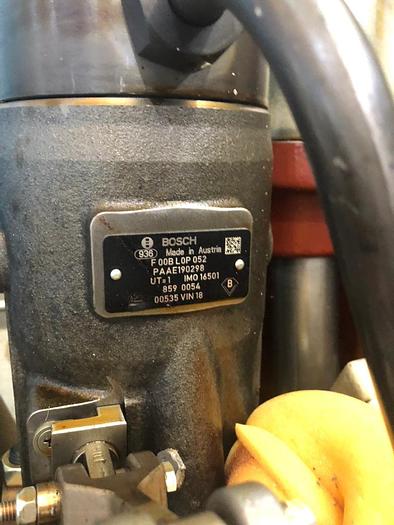 BOSCH
936 Made in Austria
F 00B L0P 052
PAAE190298
UT=1 IMO 16501
859 0054
00535 VIN 18
B